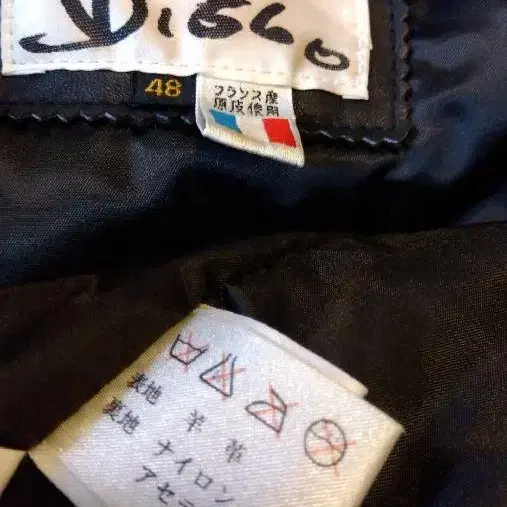 Diego
48
フランス産
原皮使用
表地 羊革
裏地 ナイロン
アセテ